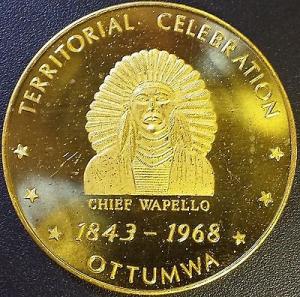 TERRITORIAL CELEBRATION
CHIEF WAPELLO
1843 - 1968
OTTUMWA